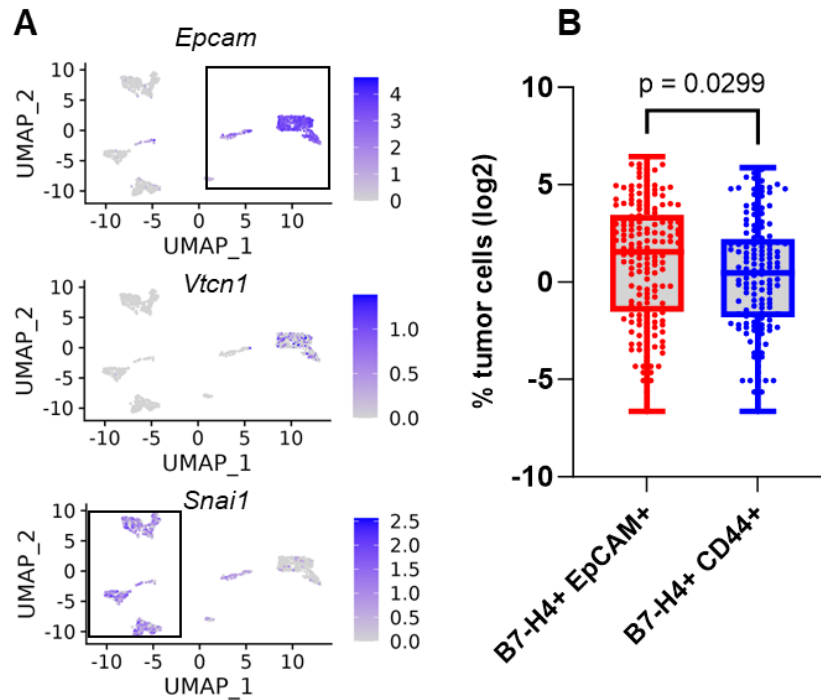 A
B
Epcam
UMAP_2
10
5
0
-5
-10
-10 -5 0 5 10
UMAP_1
4
3
2
1
0
Vtcn1
UMAP_2
10
5
0
-5
-10
-10 -5 0 5 10
UMAP_1
1.0
0.5
0.0
Snai1
UMAP_2
10
5
0
-5
-10
-10 -5 0 5 10
UMAP_1
2.5
2.0
1.5
1.0
0.5
0.0
p = 0.0299
% tumor cells (log2)
10
5
0
-5
-10
B7-H4+ EpCAM+
B7-H4+ CD44+